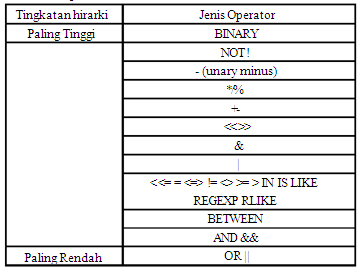 Tingkatan hirarki Jenis Operator
Paling Tinggi BINARY
NOT !
- (unary minus)
*%
+-
<<>>
&
|
< <= = <=> != <> >= > IN IS LIKE
REGEXP RLIKE
BETWEEN
AND &&
Paling Rendah OR ||